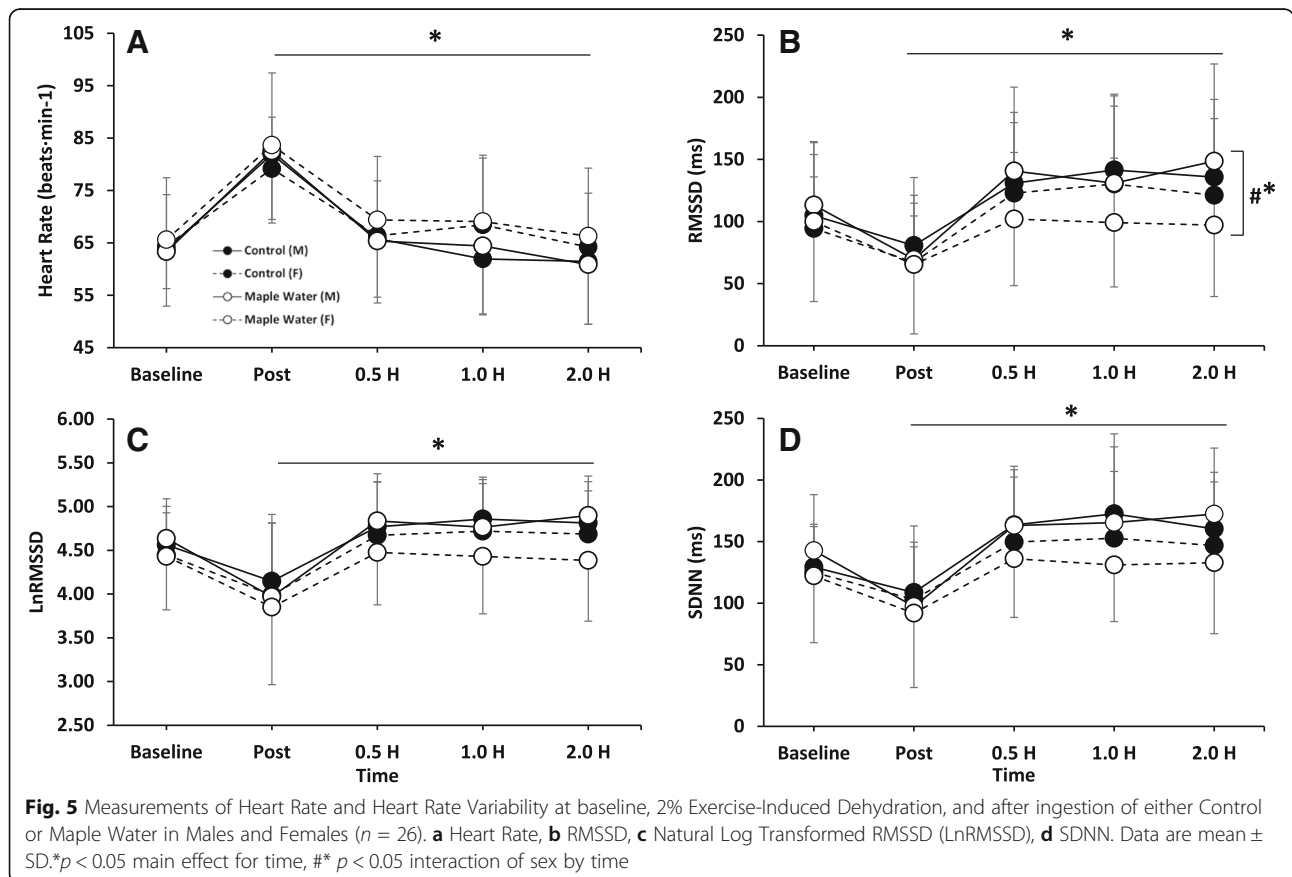 A
*
Heart Rate (beats·min-1)
105
95
85
75
65
55
45
Control (M)
Control (F)
Maple Water (M)
Maple Water (F)
Baseline Post 0.5 H 1.0 H 2.0 H
B
*
RMSSD (ms)
250
200
150
100
50
0
#*
Baseline Post 0.5 H 1.0 H 2.0 H
C
*
LnRMSSD
6.00
5.50
5.00
4.50
4.00
3.50
3.00
2.50
Baseline Post 0.5 H 1.0 H 2.0 H
Time
D
*
SDNN (ms)
250
200
150
100
50
0
Baseline Post 0.5 H 1.0 H 2.0 H
Time
Fig. 5 Measurements of Heart Rate and Heart Rate Variability at baseline, 2% Exercise-Induced Dehydration, and after ingestion of either Control
or Maple Water in Males and Females (n = 26). a Heart Rate, b RMSSD, c Natural Log Transformed RMSSD (LnRMSSD), d SDNN. Data are mean ±
SD.*p < 0.05 main effect for time, #* p < 0.05 interaction of sex by time